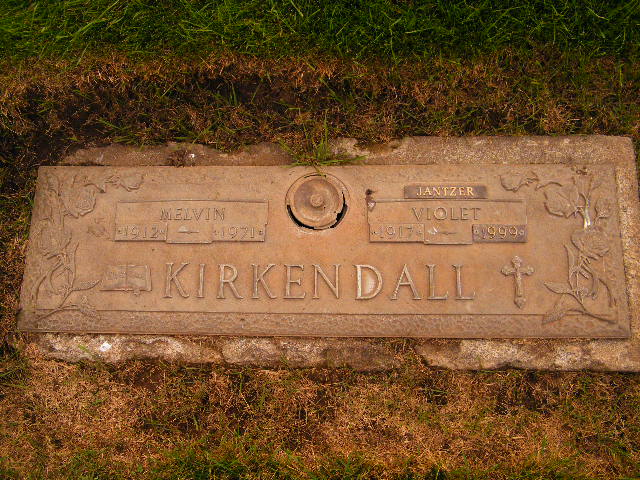 MELVIN
1912 1971
JANTZER
VIOLET
1917 1999
KIRKENDALL